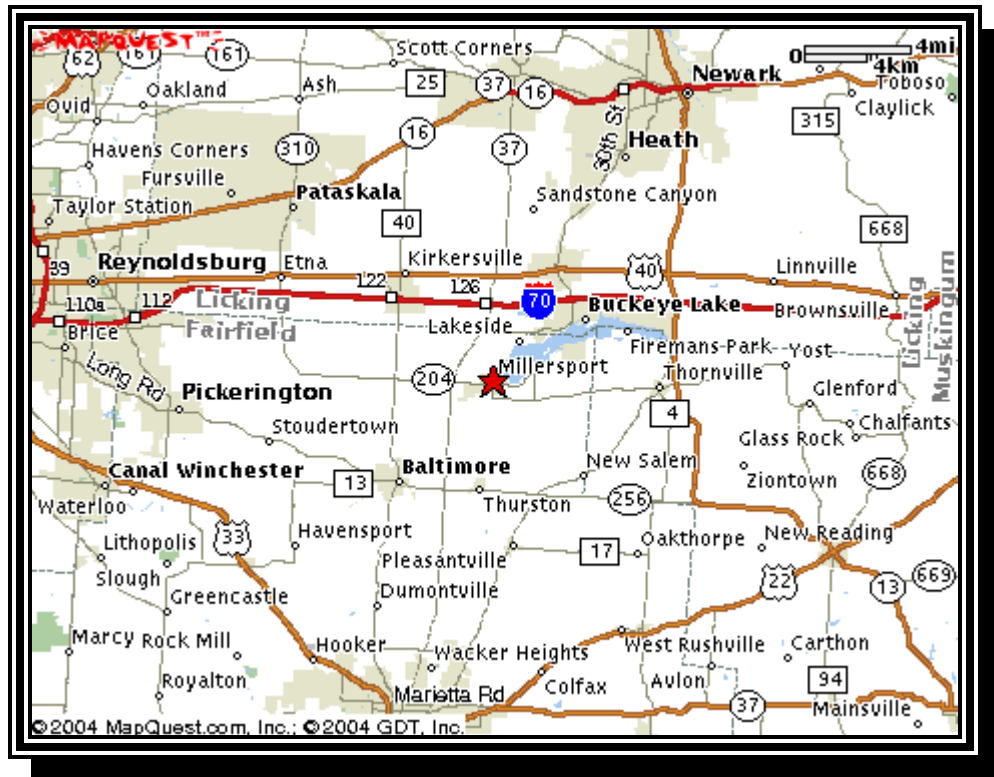 MAPQUEST™
62
161
161
Scott Corners
0 4mi
4km
Newark
Toboso
Oakland
Ash
25
37
16
Claylick
Ovid
315
16
30th St
Heath
Havens Corners
310
37
Fursville
Pataskala
Sandstone Canyon
Taylor Station
40
668
39
Reynoldsburg
Etna
Kirkersville
40
Linnville
122
126
110a
112
Licking
70
Buckeye Lake
Brownsville
Brice
Fairfield
Lakeside
Firemans Park
Yost
Licking
Muskingum
Long Rd
204
Millersport
Thornville
Pickerington
Glenford
4
Stoudertown
Chalfants
Glass Rock
Canal Winchester
Baltimore
New Salem
13
Ziontown
668
Waterloo
Thurston
256
33
Havensport
New Reading
Lithopolis
Oakthorpe
17
Slough
Pleasantville
22
669
Dumontville
13
Greencastle
Marcy
Rock Mill
Hooker
Wacker Heights
West Rushville
Carthon
Royalton
Marietta Rd
Colfax
Avlon
94
37
Mainsville
©2004 MapQuest.com, Inc.; ©2004 GDT, Inc.